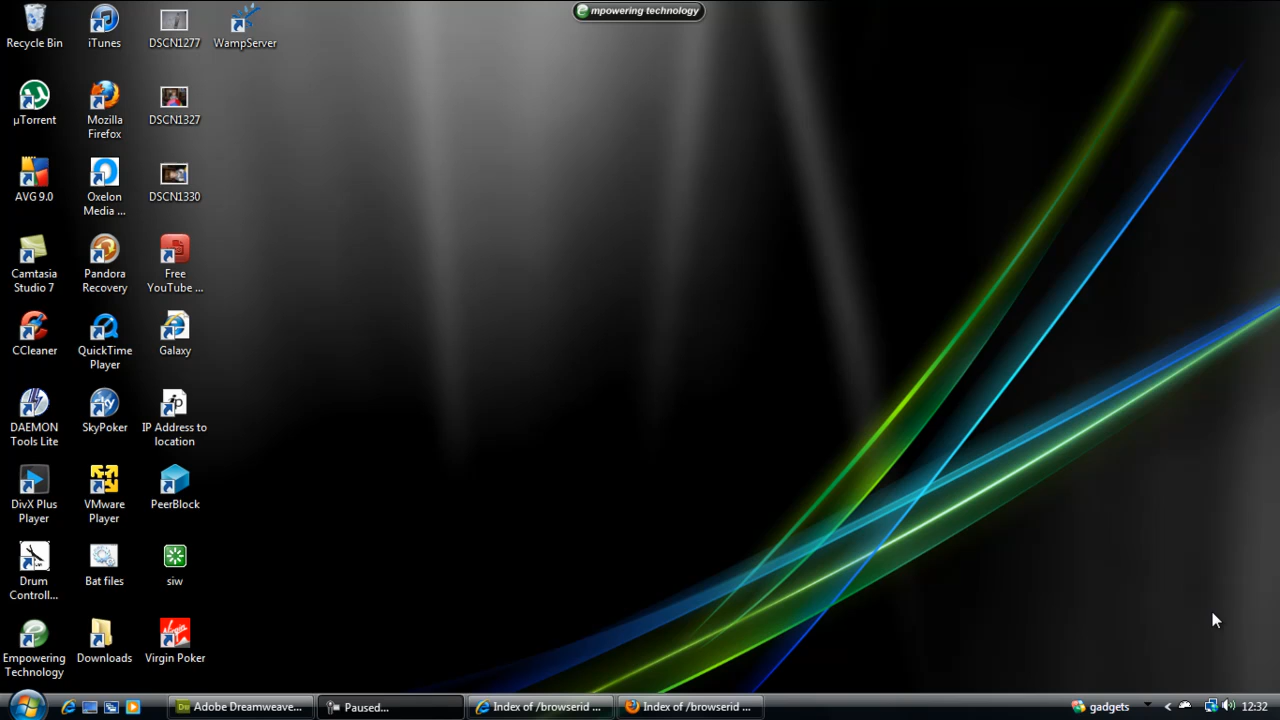 mpowering technology
Recycle Bin
iTunes
DSCN1277
WampServer
µTorrent
Mozilla
Firefox
DSCN1327
AVG 9.0
Oxelon
Media ...
DSCN1330
Camtasia
Studio 7
Pandora
Recovery
Free
YouTube ...
CCleaner
QuickTime
Player
Galaxy
DAEMON
Tools Lite
sky
SkyPoker
ip
IP Address to
location
DivX Plus
Player
VMware
Player
PeerBlock
Drum
Controll...
Bat files
siw
Empowering
Technology
Downloads
Virgin Poker
Dw Adobe Dreamweave...
Paused...
Index of /browserid ...
Index of /browserid ...
gadgets
12:32